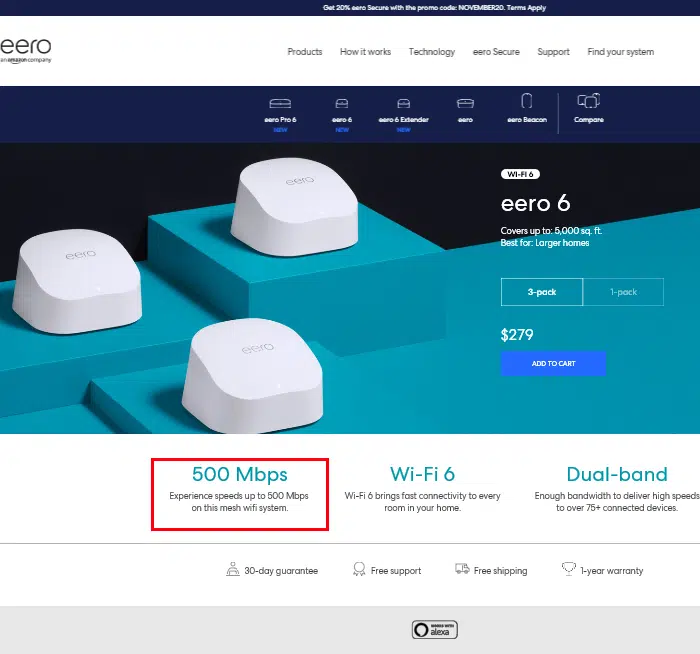 Get 20% eero Secure with the promo code: NOVEMBER20. Terms Apply
eero
an amazon company
Products How it works Technology eero Secure Support Find your system
eero Pro 6 eero 6 eero 6 Extender eero eero Beacon Compare
NEW NEW NEW
eero
eero
eero
WI-FI 6
eero 6
Covers up to: 5,000 sq. ft.
Best for: Larger homes
3-pack 1-pack
$279
ADD TO CART
500 Mbps
Experience speeds up to 500 Mbps
on this mesh wifi system.
Wi-Fi 6
Wi-Fi 6 brings fast connectivity to every
room in your home.
Dual-band
Enough bandwidth to deliver high speeds
to over 75+ connected devices.
30-day guarantee Free support Free shipping 1-year warranty
WORKS WITH
alexa